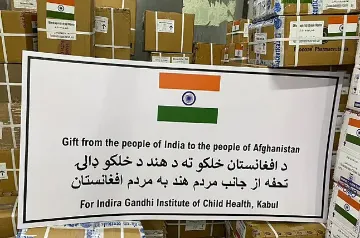 Gift from the people of India to the people of Afghanistan
د افغانستان خلکو ته د هند د خلکو ډالۍ
تحفه از جانب مردم هند به مردم افغانستان
For Indira Gandhi Institute of Child Health, Kabul